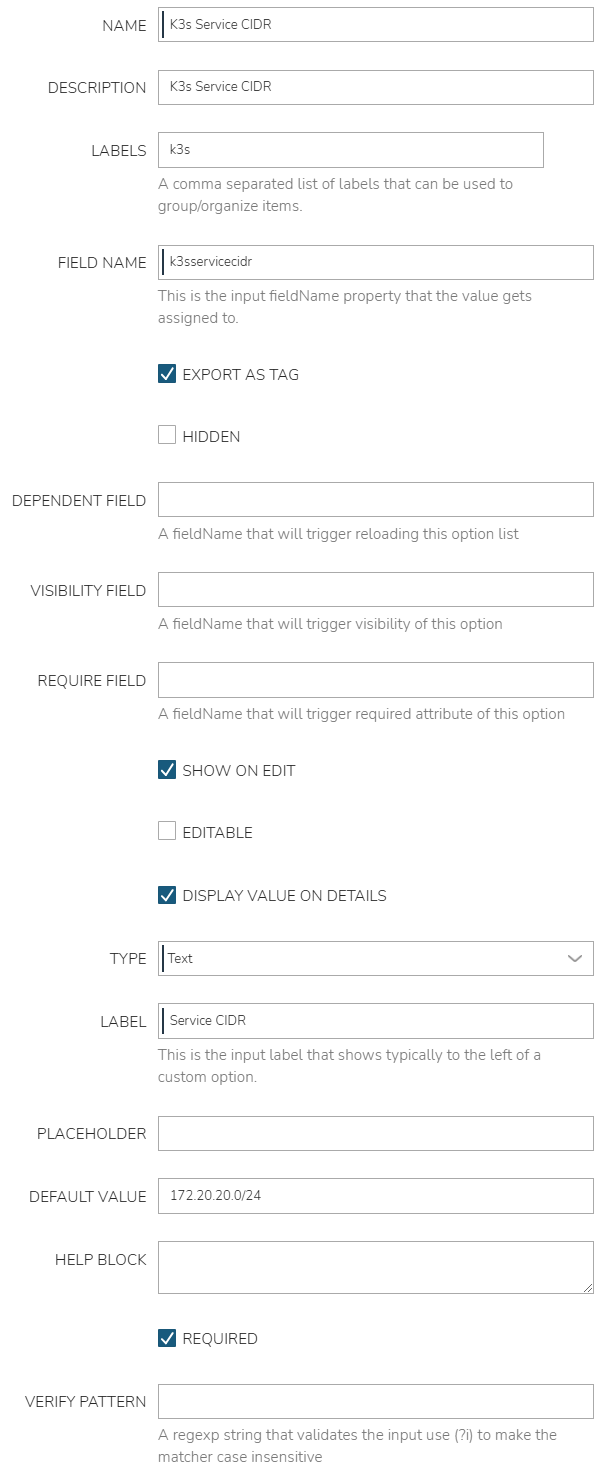 NAME K3s Service CIDR
DESCRIPTION K3s Service CIDR
LABELS k3s
A comma separated list of labels that can be used to
group/organize items.
FIELD NAME k3sservicecidr
This is the input fieldName property that the value gets
assigned to.
EXPORT AS TAG
HIDDEN
DEPENDENT FIELD
A fieldName that will trigger reloading this option list
VISIBILITY FIELD
A fieldName that will trigger visibility of this option
REQUIRE FIELD
A fieldName that will trigger required attribute of this option
SHOW ON EDIT
EDITABLE
DISPLAY VALUE ON DETAILS
TYPE Text
LABEL Service CIDR
This is the input label that shows typically to the left of a
custom option.
PLACEHOLDER
DEFAULT VALUE 172.20.20.0/24
HELP BLOCK
REQUIRED
VERIFY PATTERN
A regexp string that validates the input use (?i) to make the
matcher case insensitive